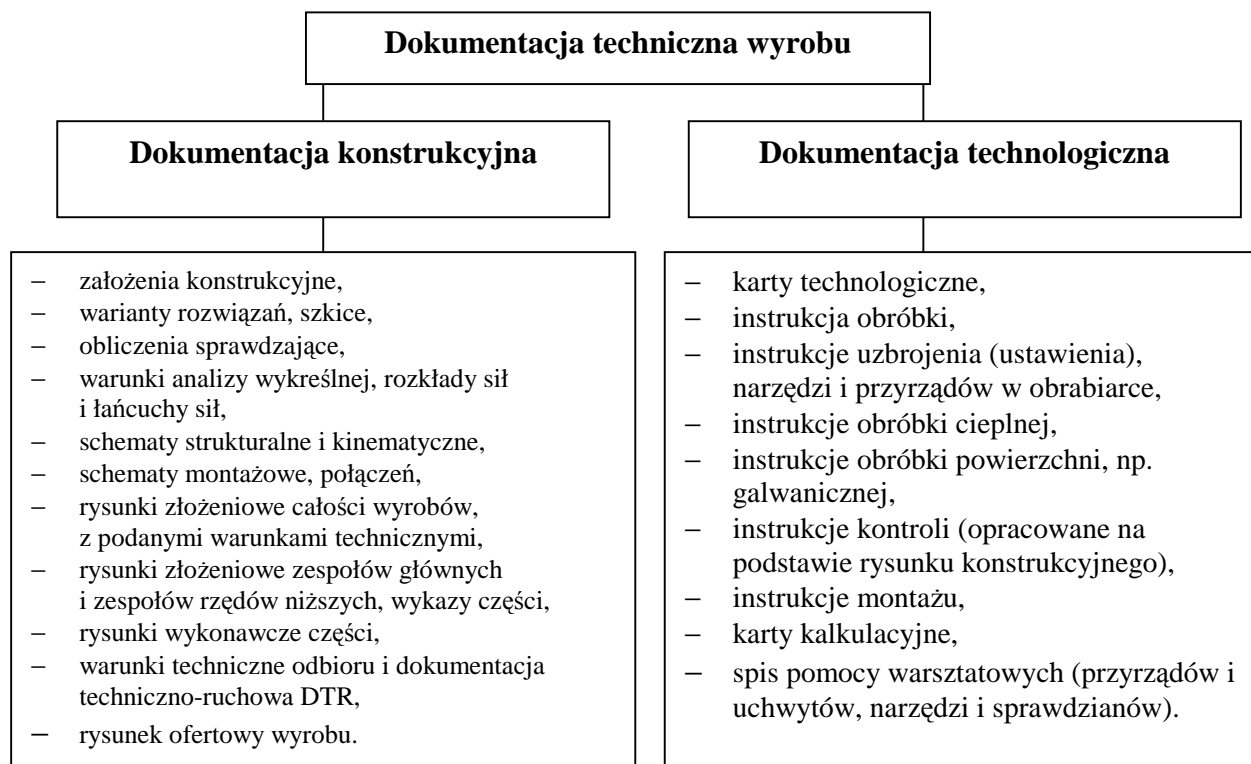 Dokumentacja techniczna wyrobu
Dokumentacja konstrukcyjna
– założenia konstrukcyjne,
– warianty rozwiązań, szkice,
– obliczenia sprawdzające,
– warunki analizy wykreślnej, rozkłady sił
i łańcuchy sił,
– schematy strukturalne i kinematyczne,
– schematy montażowe, połączeń,
– rysunki złożeniowe całości wyrobów,
z podanymi warunkami technicznymi,
– rysunki złożeniowe zespołów głównych
i zespołów rzędów niższych, wykazy części,
– rysunki wykonawcze części,
– warunki techniczne odbioru i dokumentacja
techniczno-ruchowa DTR,
– rysunek ofertowy wyrobu.
Dokumentacja technologiczna
– karty technologiczne,
– instrukcja obróbki,
– instrukcje uzbrojenia (ustawienia),
narzędzi i przyrządów w obrabiarce,
– instrukcje obróbki cieplnej,
– instrukcje obróbki powierzchni, np.
galwanicznej,
– instrukcje kontroli (opracowane na
podstawie rysunku konstrukcyjnego),
– instrukcje montażu,
– karty kalkulacyjne,
– spis pomocy warsztatowych (przyrządów i
uchwytów, narzędzi i sprawdzianów).